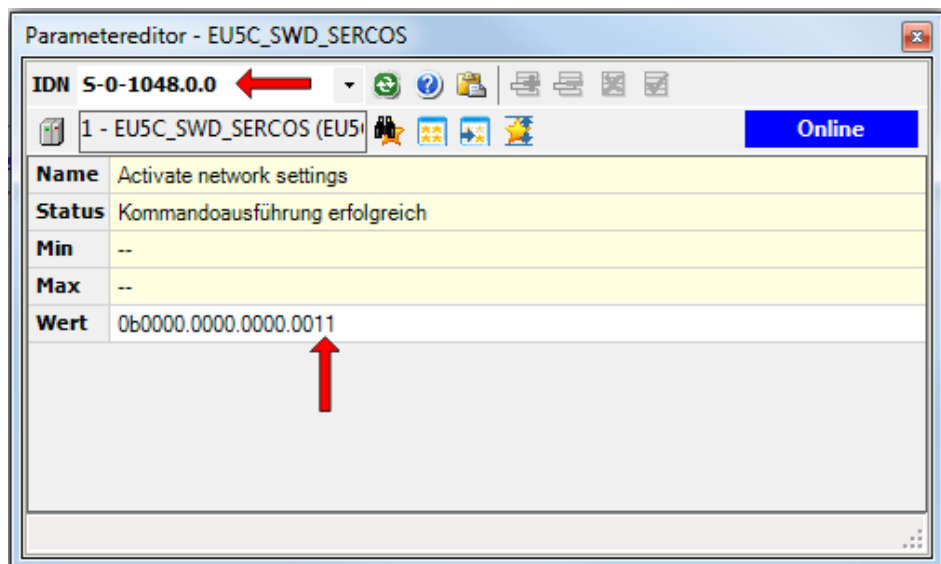 Parametereditor - EU5C_SWD_SERCOS
IDN S-0-1048.0.0
1 - EU5C_SWD_SERCOS (EU5
Online
Name Activate network settings
Status Kommandoausführung erfolgreich
Min --
Max --
Wert 0b0000.0000.0000.0011